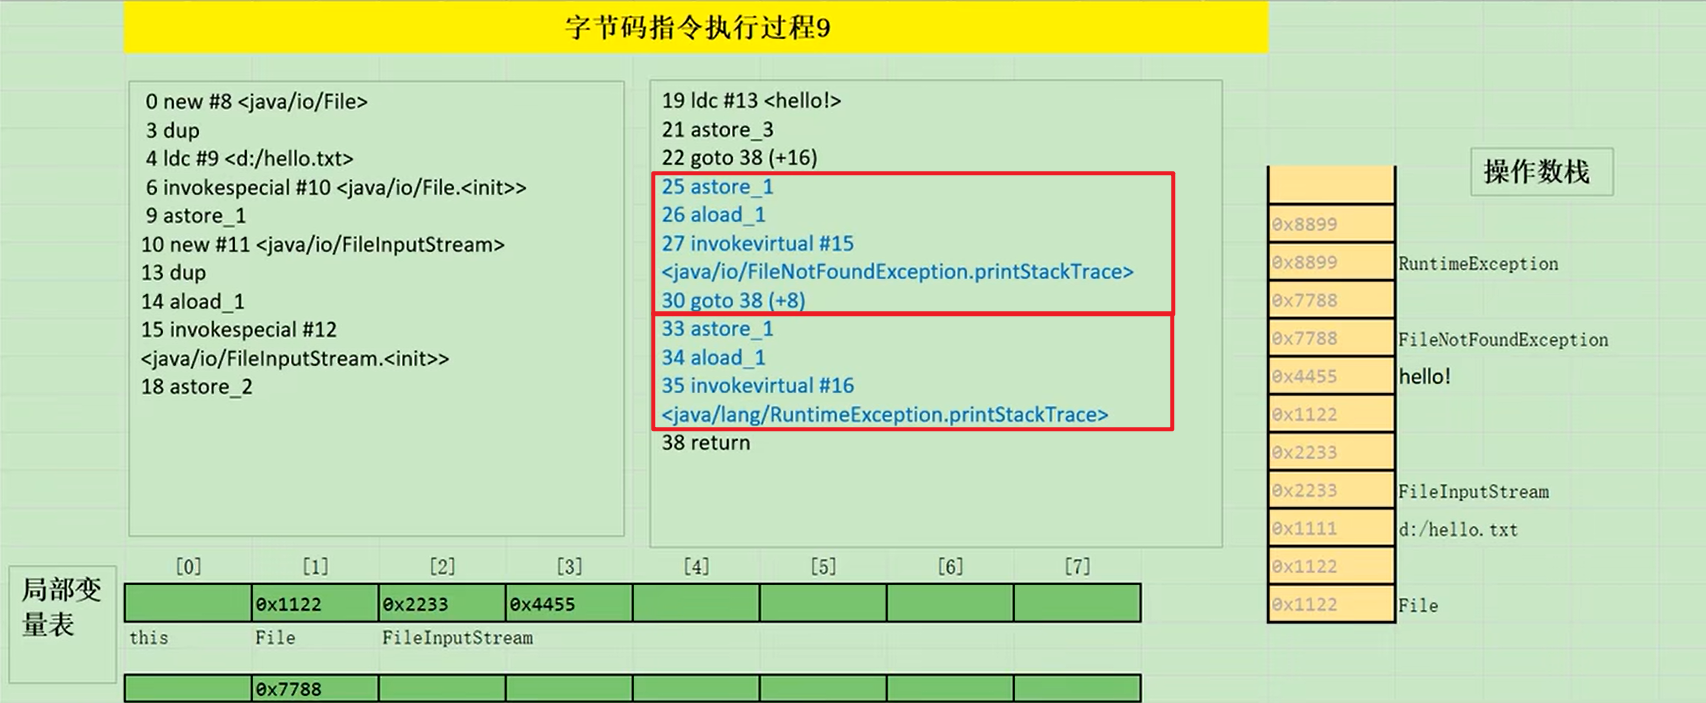 字节码指令执行过程9
0 new #8 <java/io/File>
3 dup
4 ldc #9 <d:/hello.txt>
6 invokespecial #10 <java/io/File.<init>>
9 astore_1
10 new #11 <java/io/FileInputStream>
13 dup
14 aload_1
15 invokespecial #12
<java/io/FileInputStream.<init>>
18 astore_2
19 ldc #13 <hello!>
21 astore_3
22 goto 38 (+16)
25 astore_1
26 aload_1
27 invokevirtual #15
<java/io/FileNotFoundException.printStackTrace>
30 goto 38 (+8)
33 astore_1
34 aload_1
35 invokevirtual #16
<java/lang/RuntimeException.printStackTrace>
38 return
操作数栈
0x8899
0x8899 RuntimeException
0x7788
0x7788 FileNotFoundException
0x4455 hello!
0x1122
0x2233
0x2233 FileInputStream
0x1111 d:/hello.txt
0x1122
0x1122 File
局部变
量表
[0] [1] [2] [3] [4] [5] [6] [7]
0x1122 0x2233 0x4455
this File FileInputStream
0x7788